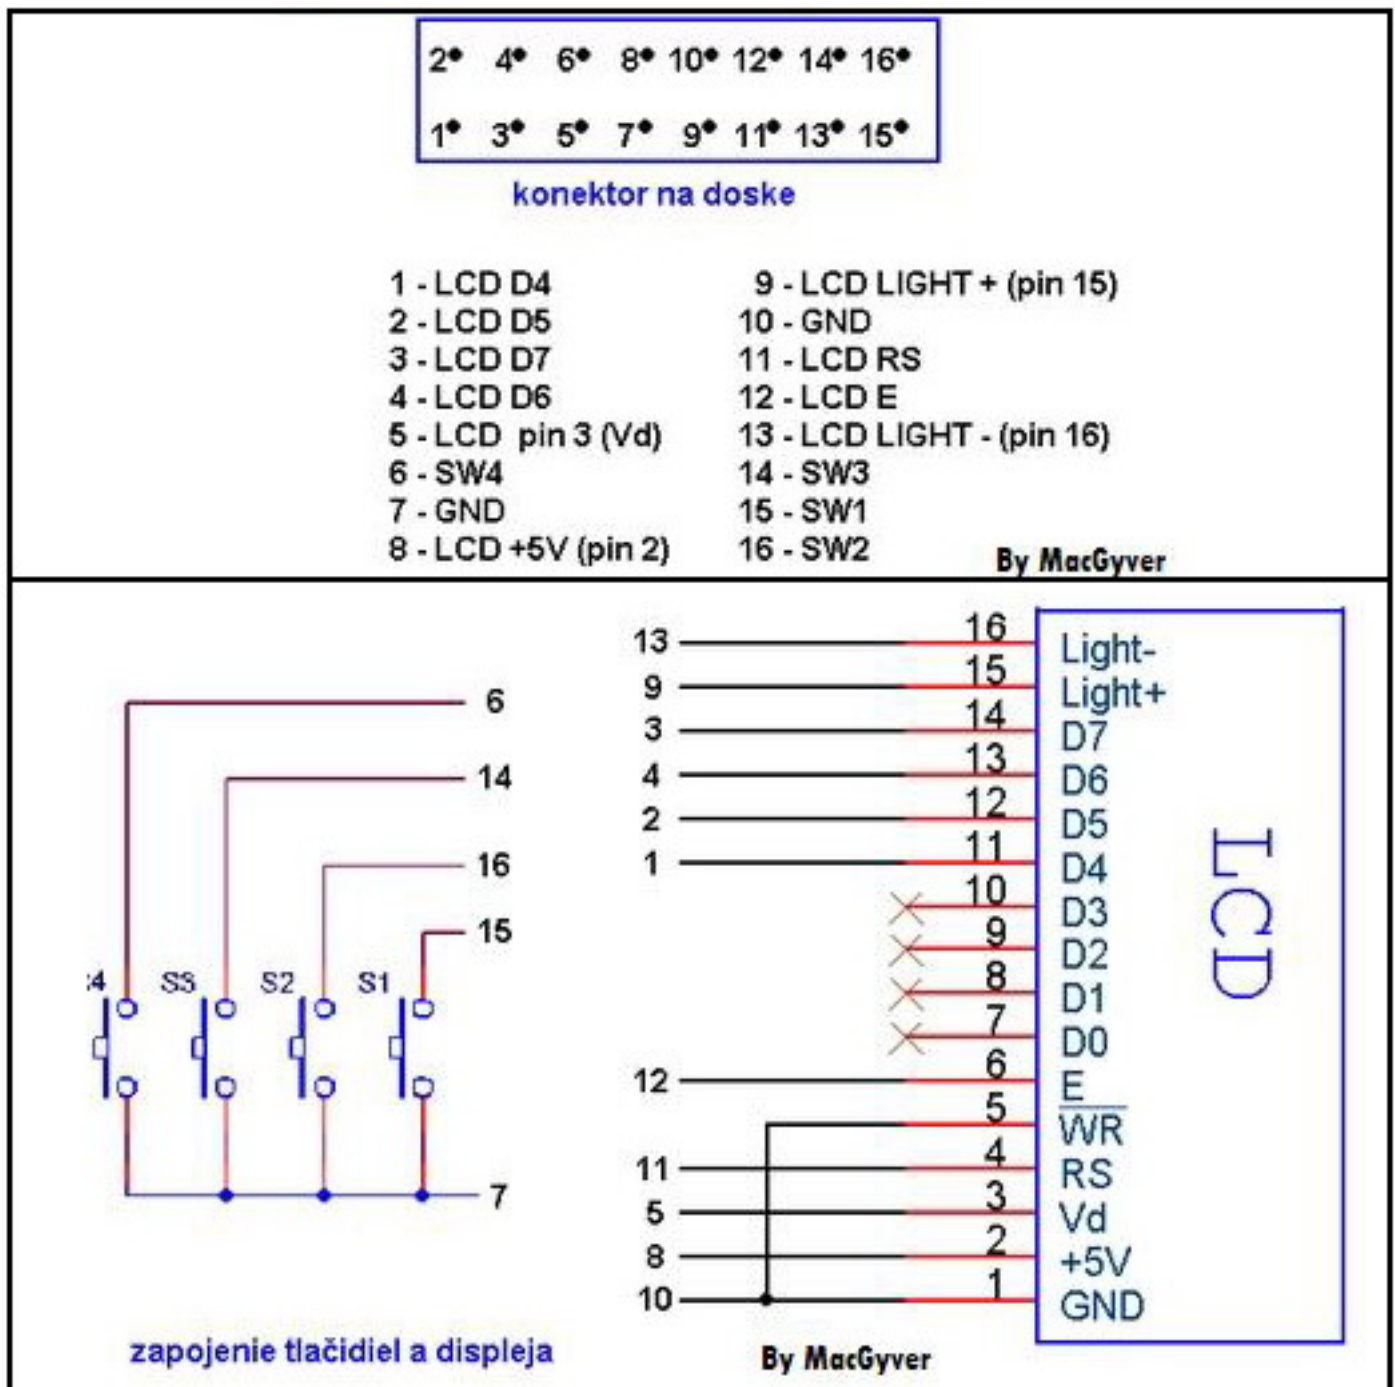 2 4 6 8 10 12 14 16
1 3 5 7 9 11 13 15
konektor na doske
1 - LCD D4
2 - LCD D5
3 - LCD D7
4 - LCD D6
5 - LCD pin 3 (Vd)
6 - SW4
7 - GND
8 - LCD +5V (pin 2)
9 - LCD LIGHT + (pin 15)
10 - GND
11 - LCD RS
12 - LCD E
13 - LCD LIGHT - (pin 16)
14 - SW3
15 - SW1
16 - SW2
By MacGyver
6
14
16
15
S3 S2 S1
7
zapojenie tlačidiel a displeja
13 16 Light-
9 15 Light+
3 14 D7
4 13 D6
2 12 D5
1 11 D4
10 D3
9 D2
8 D1
7 D0
12 6 E
5 WR
11 4 RS
5 3 Vd
8 2 +5V
10 1 GND
LCD
By MacGyver